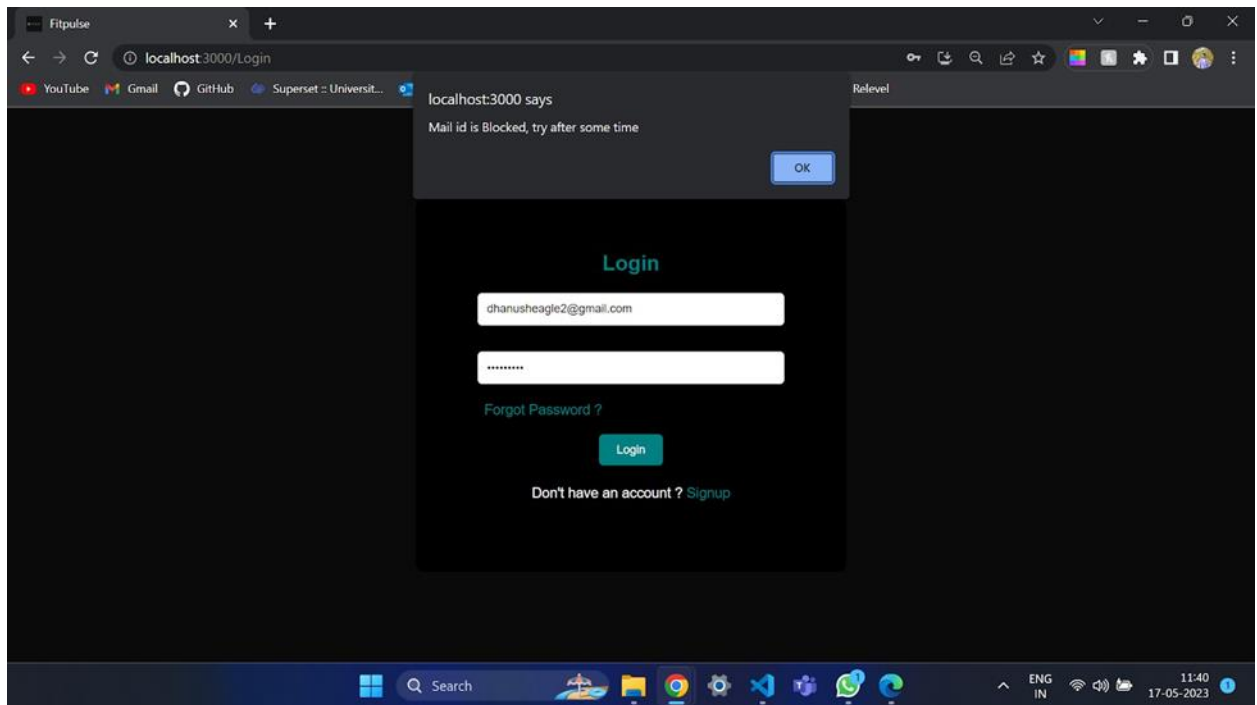 Fitpulse
localhost:3000/Login
YouTube Gmail GitHub Superset :: Universit... Relevel
localhost:3000 says
Mail id is Blocked, try after some time
OK
Login
dhanusheagle2@gmail.com
•••••••••
Forgot Password ?
Login
Don't have an account ? Signup
Search
ENG
IN
11:40
17-05-2023
1